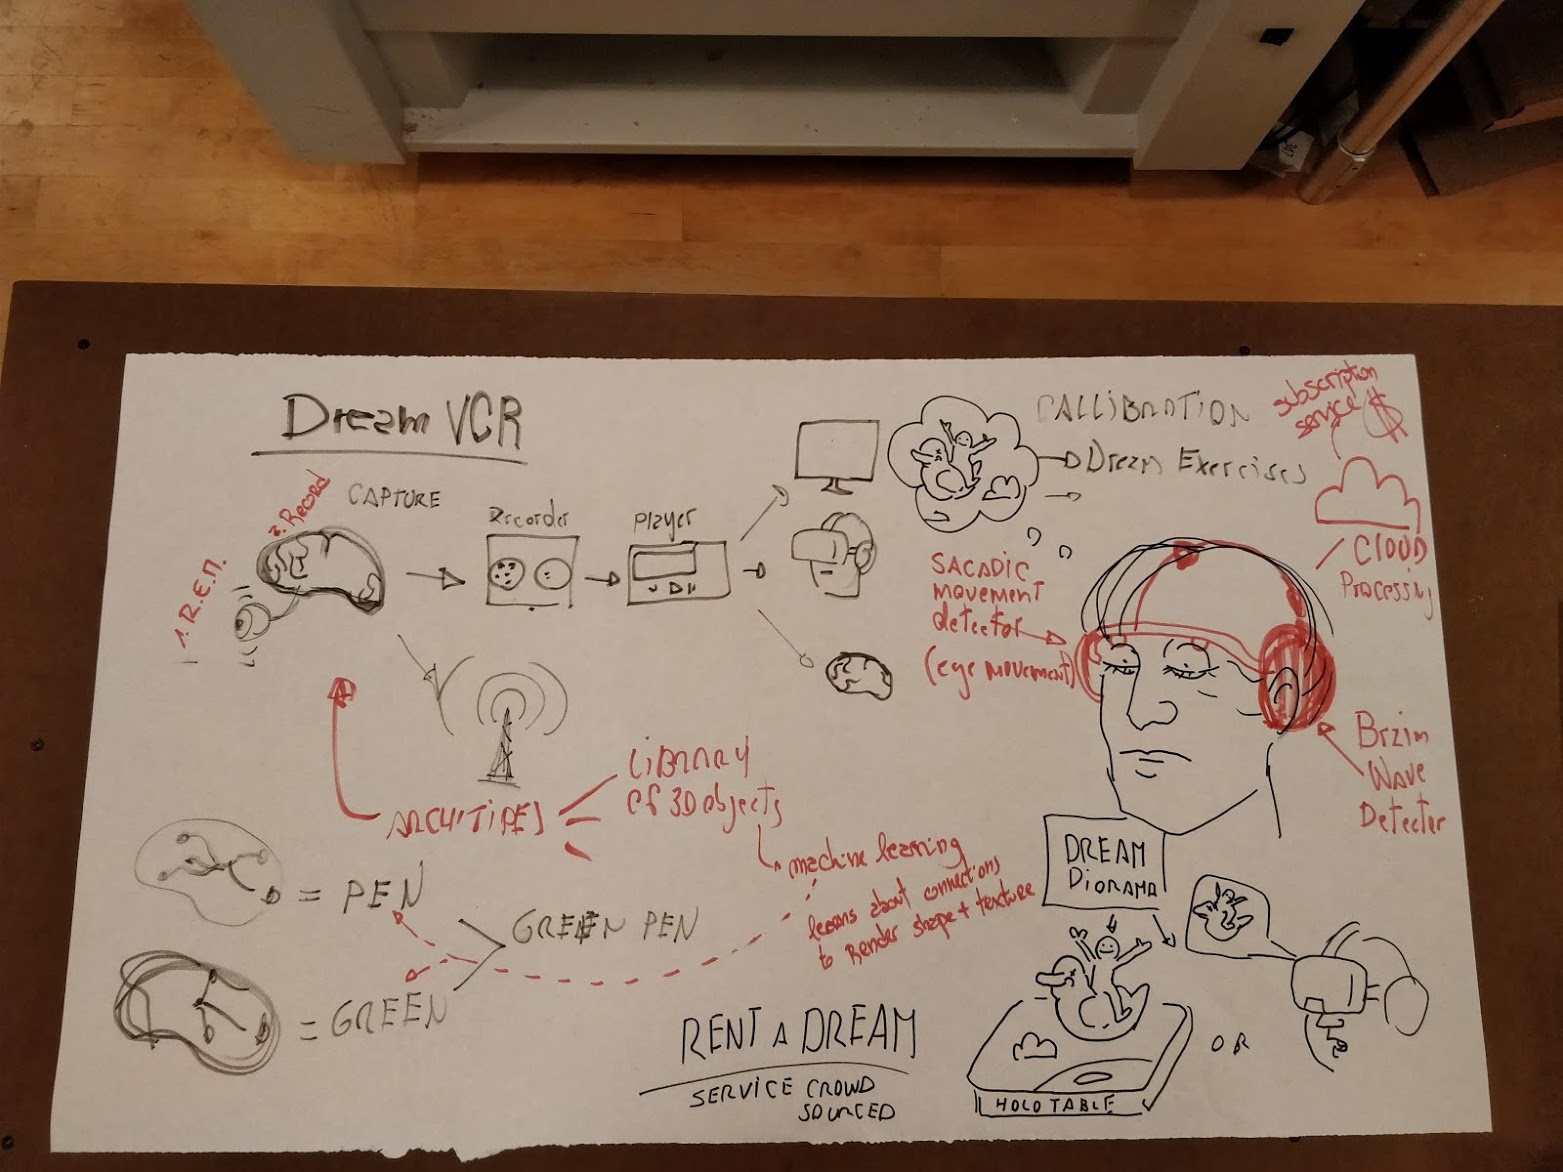 Dream VCR
CAPTURE
1. R.E.M.
2. Record
Recorder
Player
CALLIBRATION
Dream Exercises
subscription
service $
CLOUD
Processing
SACADIC
MOVEMENT
detector
(eye MOVEMENT)
Brain
WAVE
Detector
ARCHITIPES
LIBRARY
OF 3D objects
machine learning
learns about connections
to Render shape + texture
= PEN
= GREEN
GREEN PEN
DREAM
DIORAMA
OR
HOLO TABLE
RENT A DREAM
SERVICE CROWD
SOURCED